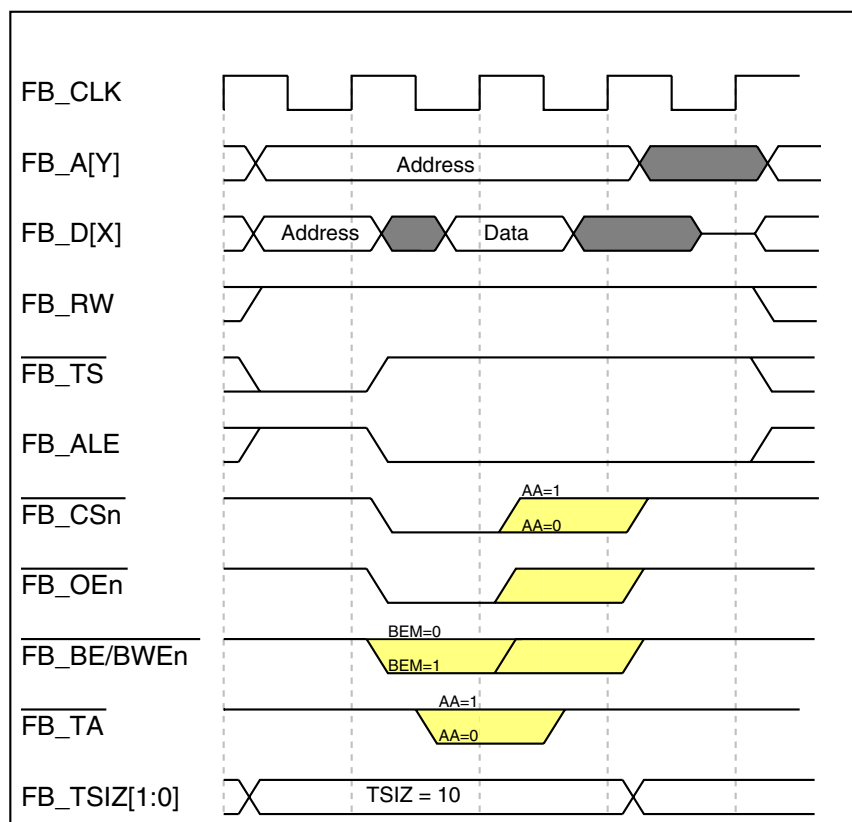 FB_CLK
FB_A[Y] Address
FB_D[X] Address Data
FB_RW
FB_TS
FB_ALE
FB_CSn AA=1
AA=0
FB_OEn
FB_BE/BWEn BEM=0
BEM=1
FB_TA AA=1
AA=0
FB_TSIZ[1:0] TSIZ = 10